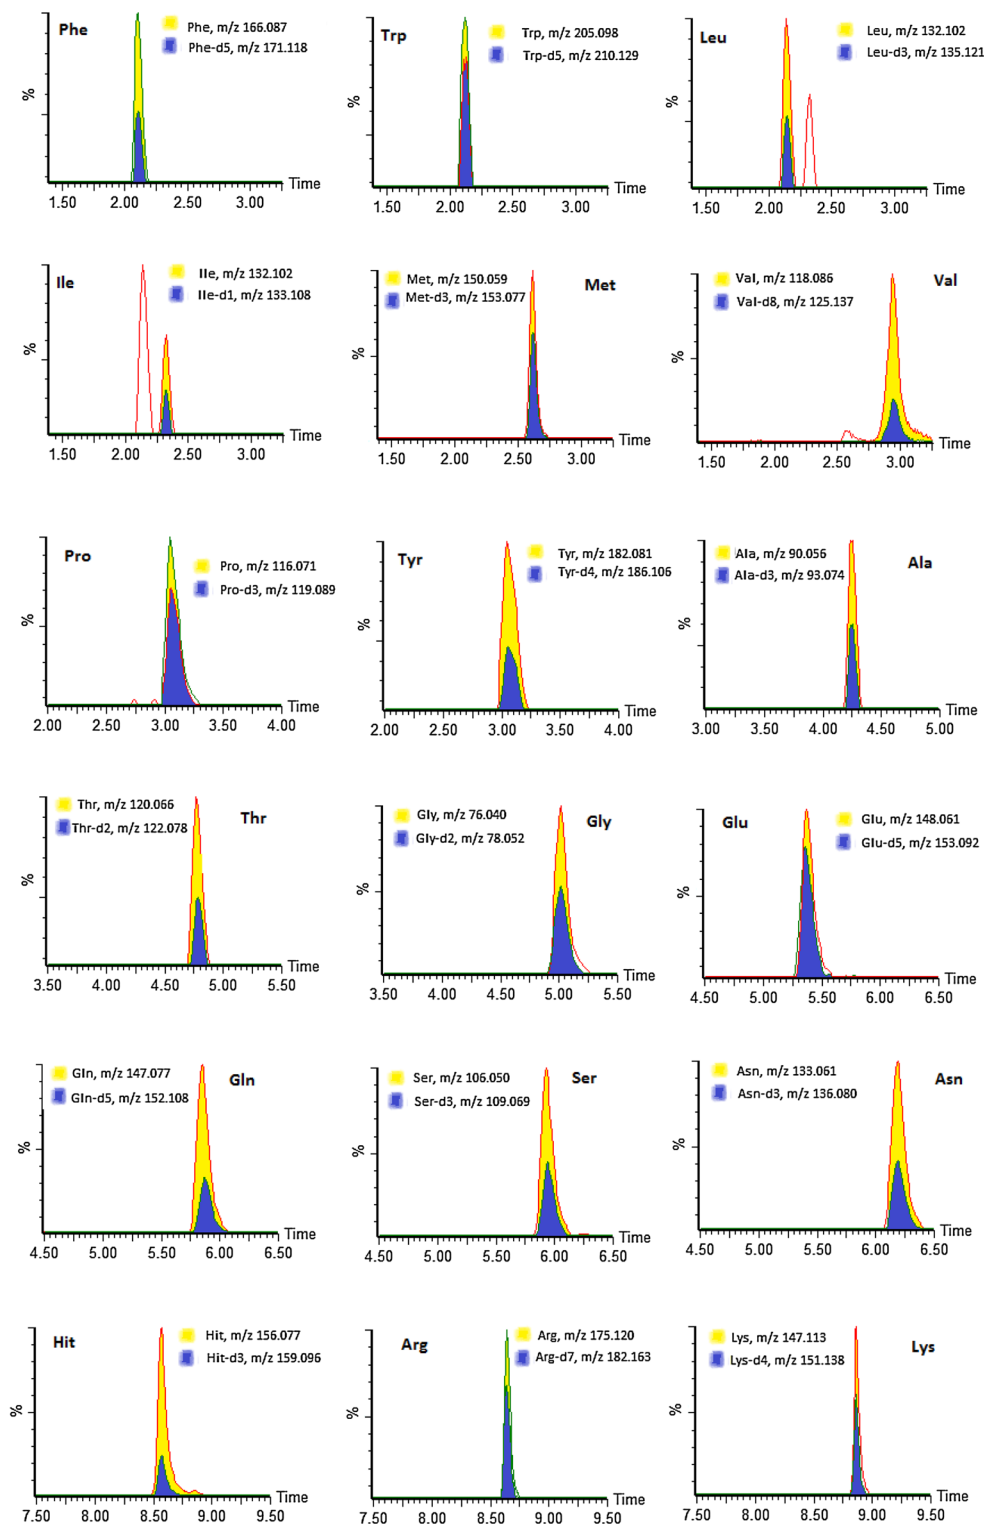 Phe
Phe, m/z 166.087
Phe-d5, m/z 171.118
%
Time
1.50 2.00 2.50 3.00
Trp
Trp, m/z 205.098
Trp-d5, m/z 210.129
%
Time
1.50 2.00 2.50 3.00
Leu
Leu, m/z 132.102
Leu-d3, m/z 135.121
%
Time
1.50 2.00 2.50 3.00
Ile
Ile, m/z 132.102
Ile-d1, m/z 133.108
%
Time
1.50 2.00 2.50 3.00
Met, m/z 150.059
Met-d3, m/z 153.077
Met
%
Time
1.50 2.00 2.50 3.00
Val, m/z 118.086
Val-d8, m/z 125.137
Val
%
Time
1.50 2.00 2.50 3.00
Pro
Pro, m/z 116.071
Pro-d3, m/z 119.089
%
Time
2.00 2.50 3.00 3.50 4.00
Tyr
Tyr, m/z 182.081
Tyr-d4, m/z 186.106
%
Time
2.00 2.50 3.00 3.50 4.00
Ala, m/z 90.056
Ala-d3, m/z 93.074
Ala
%
Time
3.00 3.50 4.00 4.50 5.00
Thr, m/z 120.066
Thr-d2, m/z 122.078
Thr
%
Time
3.50 4.00 4.50 5.00 5.50
Gly, m/z 76.040
Gly-d2, m/z 78.052
Gly
%
Time
3.50 4.00 4.50 5.00 5.50
Glu
Glu, m/z 148.061
Glu-d5, m/z 153.092
%
Time
4.50 5.00 5.50 6.00 6.50
Gln, m/z 147.077
Gln-d5, m/z 152.108
Gln
%
Time
4.50 5.00 5.50 6.00 6.50
Ser, m/z 106.050
Ser-d3, m/z 109.069
Ser
%
Time
4.50 5.00 5.50 6.00 6.50
Asn, m/z 133.061
Asn-d3, m/z 136.080
Asn
%
Time
4.50 5.00 5.50 6.00 6.50
Hit
Hit, m/z 156.077
Hit-d3, m/z 159.096
%
Time
7.50 8.00 8.50 9.00 9.50
Arg
Arg, m/z 175.120
Arg-d7, m/z 182.163
%
Time
7.50 8.00 8.50 9.00 9.50
Lys, m/z 147.113
Lys-d4, m/z 151.138
Lys
%
Time
7.50 8.00 8.50 9.00 9.50